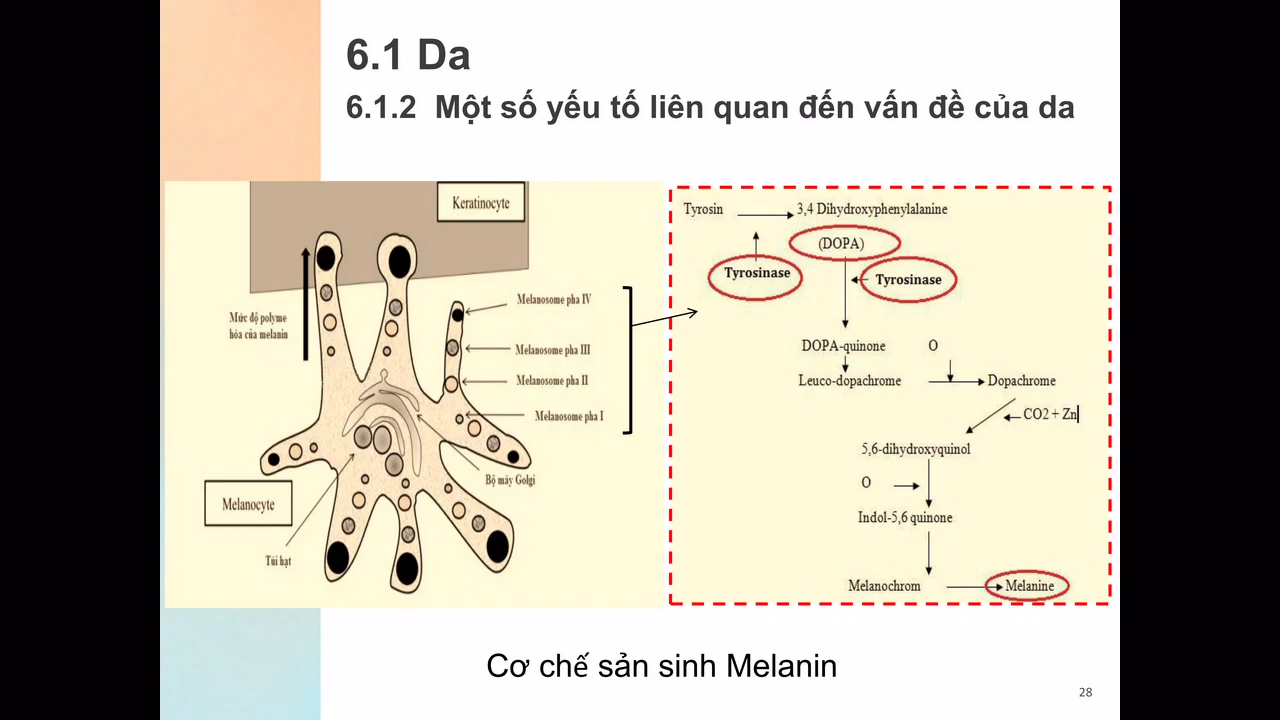 6.1 Da
6.1.2 Một số yếu tố liên quan đến vấn đề của da
Keratinocyte
Mức độ polyme
hóa của melanin
Melanosome pha IV
Melanosome pha III
Melanosome pha II
Melanosome pha I
Bộ máy Golgi
Melanocyte
Túi hạt
Tyrosin
3,4 Dihydroxyphenylalanine
(DOPA)
Tyrosinase
Tyrosinase
DOPA-quinone
O
Leuco-dopachrome
Dopachrome
CO2 + Zn
5,6-dihydroxyquinol
O
Indol-5,6 quinone
Melanochrom
Melanine
Cơ chế sản sinh Melanin
28